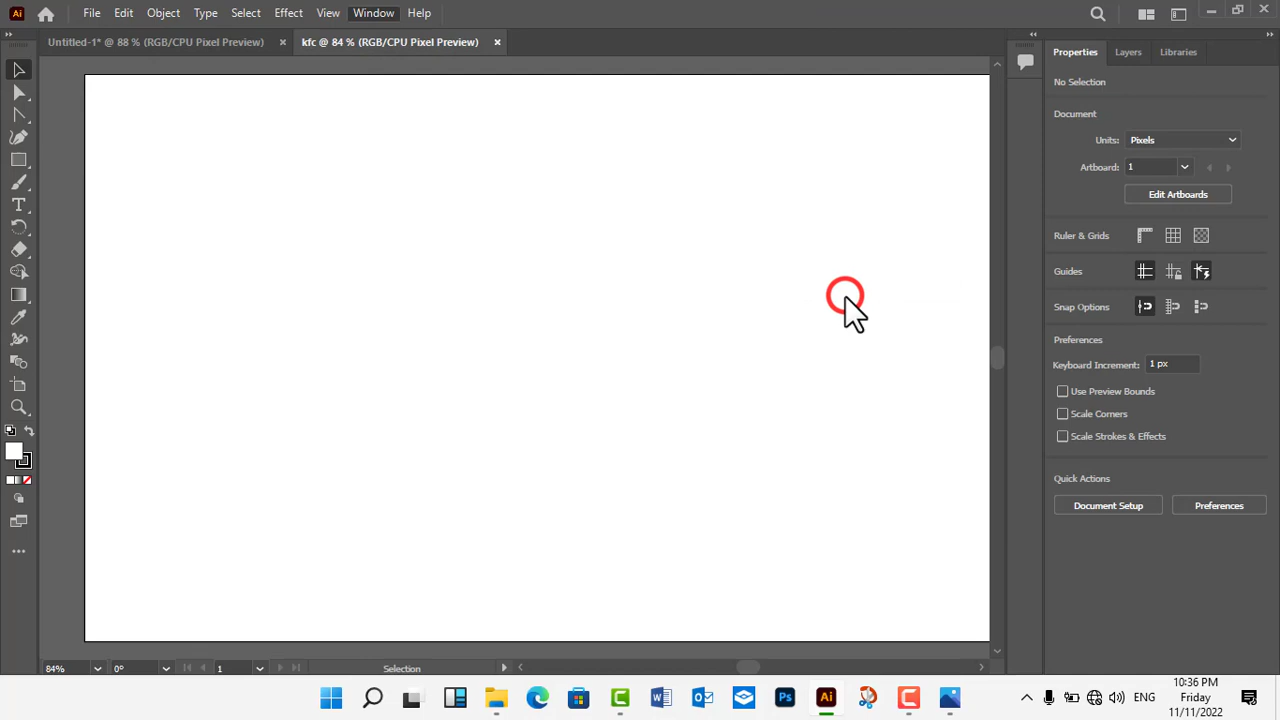 Ai File Edit Object Type Select Effect View Window Help
Untitled-1* @ 88 % (RGB/CPU Pixel Preview) × kfc @ 84 % (RGB/CPU Pixel Preview) ×
Properties Layers Libraries
No Selection
Document
Units: Pixels
Artboard: 1
Edit Artboards
Ruler & Grids
Guides
Snap Options
Preferences
Keyboard Increment: 1 px
Use Preview Bounds
Scale Corners
Scale Strokes & Effects
Quick Actions
Document Setup Preferences
84% 0° 1 Selection
Ps Ai ENG
10:36 PM
Friday
11/11/2022